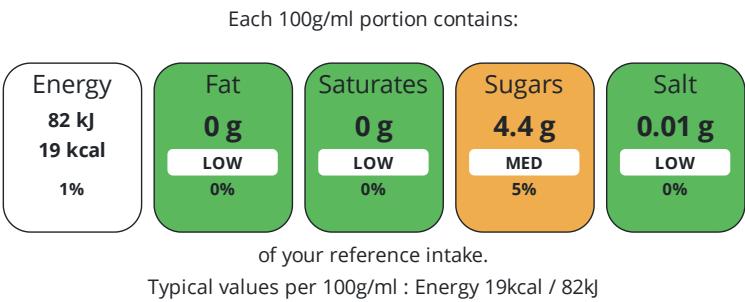 Each 100g/ml portion contains:
Energy
82 kJ
19 kcal
1%
Fat
0 g
LOW
0%
Saturates
0 g
LOW
0%
Sugars
4.4 g
MED
5%
Salt
0.01 g
LOW
0%
of your reference intake.
Typical values per 100g/ml : Energy 19kcal / 82kJ